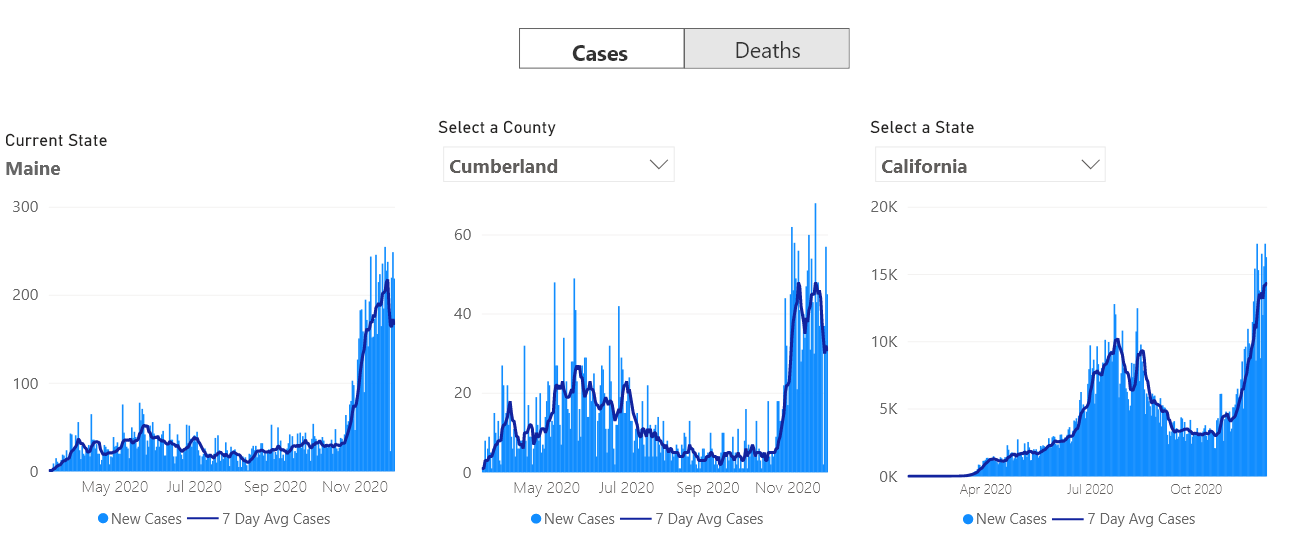 Cases Deaths
Current State
Maine
300
200
100
0
May 2020 Jul 2020 Sep 2020 Nov 2020
New Cases 7 Day Avg Cases
Select a County
Cumberland
60
40
20
0
May 2020 Jul 2020 Sep 2020 Nov 2020
New Cases 7 Day Avg Cases
Select a State
California
20K
15K
10K
5K
0K
Apr 2020 Jul 2020 Oct 2020
New Cases 7 Day Avg Cases